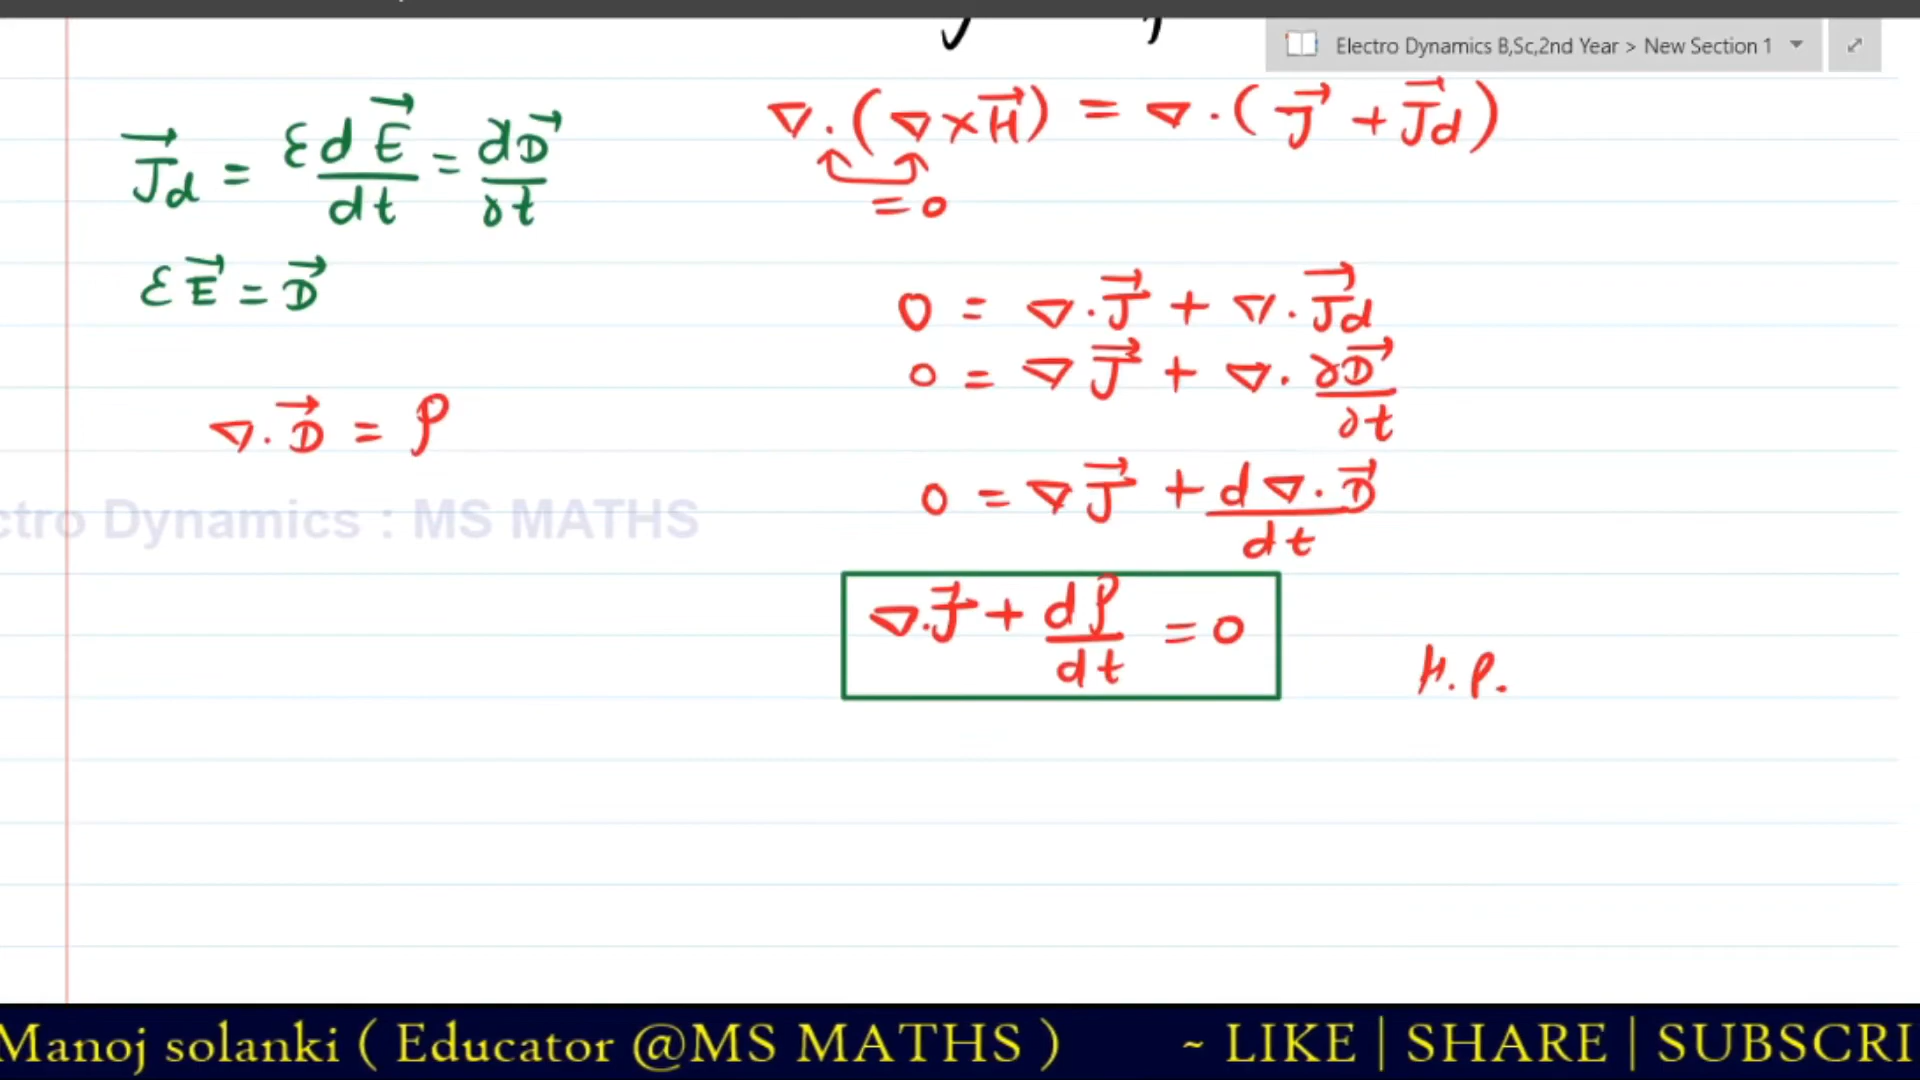 Electro Dynamics B,Sc,2nd Year > New Section 1
∇⃗.(∇×H⃗) = ∇.(J⃗ + J⃗d)
= 0
J⃗d = ε dE⃗/dt = ∂D⃗/∂t
εE⃗ = D⃗
0 = ∇.J⃗ + ∇.J⃗d
0 = ∇J⃗ + ∇.∂D⃗/∂t
∇.D⃗ = ρ
0 = ∇J⃗ + d∇.D⃗/dt
ctro Dynamics : MS MATHS
∇.J⃗ + dρ/dt = 0
H.P.
Manoj solanki ( Educator @MS MATHS ) ~ LIKE | SHARE | SUBSCRI